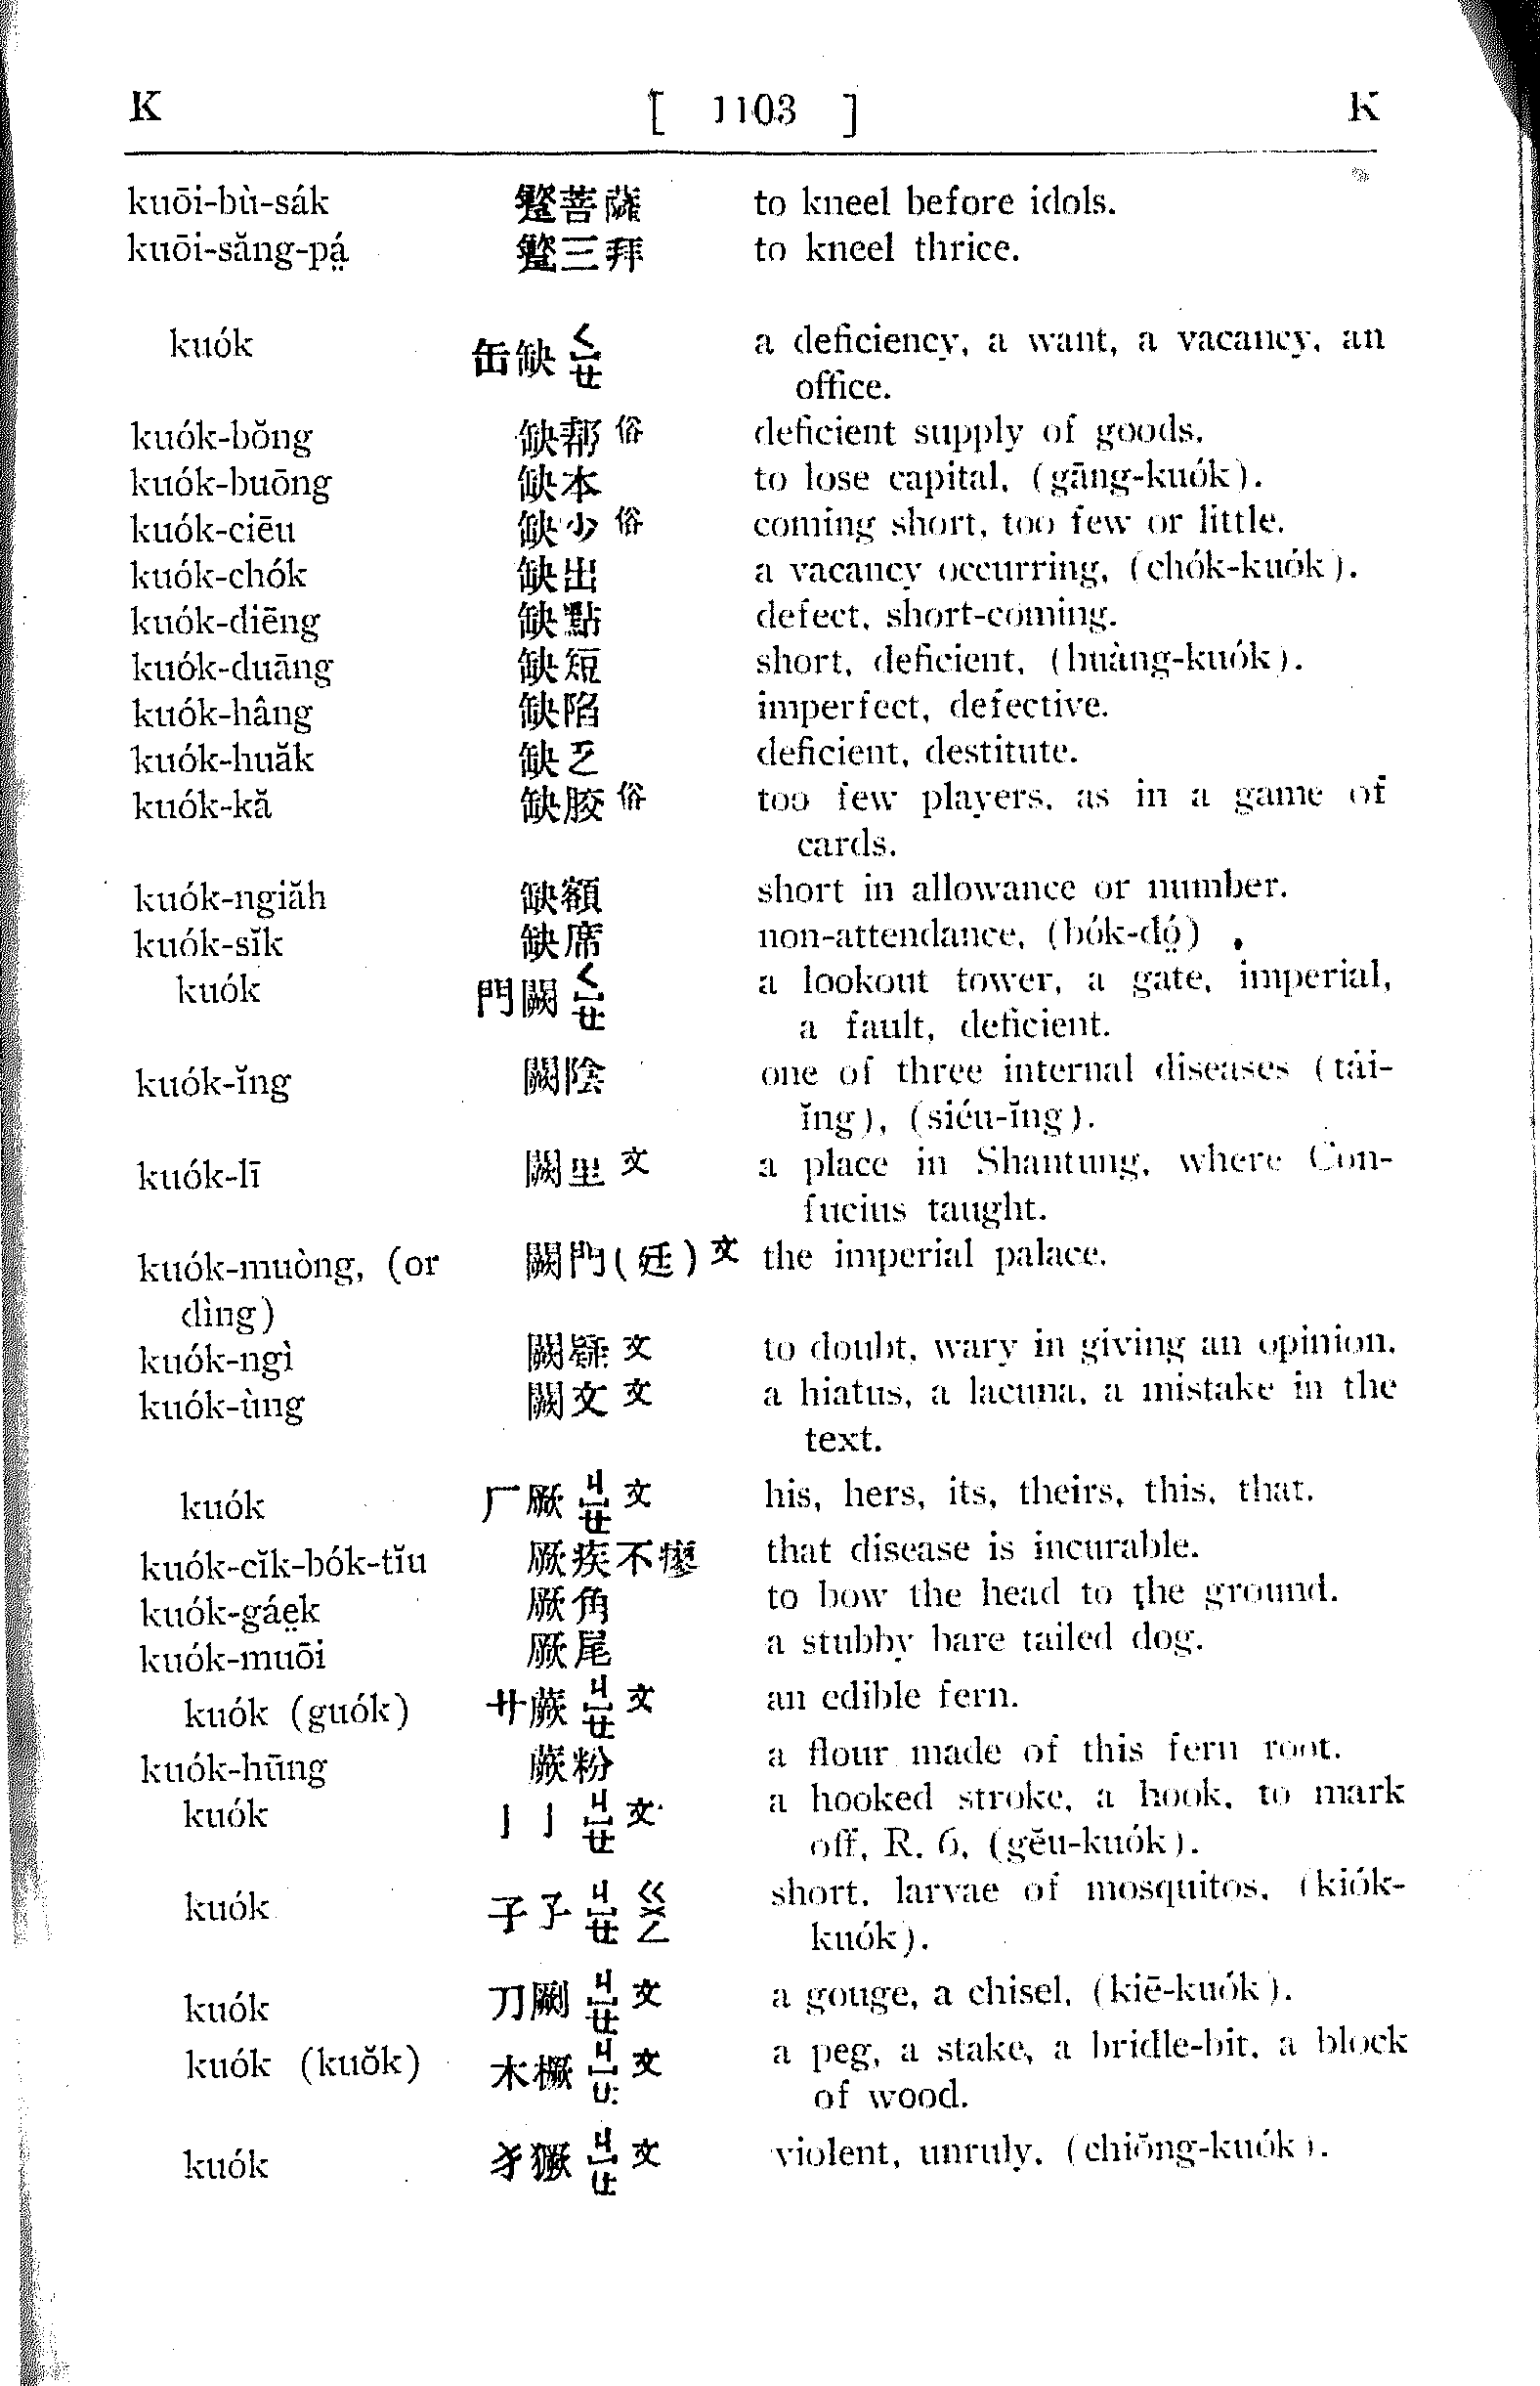 K [ 1103 ] K
kuōi-bù-sák 蹵菩薩 to kneel before idols.
kuōi-săng-pá̤ 蹵三拜 to kneel thrice.
kuók 缶 缺 ㄑㄩㄝ a deficiency, a want, a vacancy, an
office.
kuók-bŏng 缺幇 俗 deficient supply of goods.
kuók-buōng 缺本 to lose capital, (gāng-kuók).
kuók-ciēu 缺少 俗 coming short, too few or little.
kuók-chók 缺出 a vacancy occurring, (chók-kuók).
kuók-diēng 缺點 defect, short-coming.
kuók-duāng 缺短 short, deficient, (huàng-kuók).
kuók-hâng 缺陷 imperfect, defective.
kuók-huăk 缺乏 deficient, destitute.
kuók-kă 缺骹 俗 too few players, as in a game of
cards.
kuók-ngiăh 缺額 short in allowance or number.
kuók-sĭk 缺席 non-attendance, (bók-dó̤) .
kuók 門 闕 ㄑㄩㄝ a lookout tower, a gate, imperial,
a fault, deficient.
kuók-ĭng 闕陰 one of three internal diseases (tái-
ĭng), (siéu-ĭng).
kuók-lī 闕里 文 a place in Shantung, where Con-
fucius taught.
kuók-muòng, (or 闕門(廷) 文 the imperial palace.
dìng)
kuók-ngì 闕疑 文 to doubt, wary in giving an opinion.
kuók-ùng 闕文 文 a hiatus, a lacuna, a mistake in the
text.
kuók 厂 厥 ㄐㄩㄝ 文 his, hers, its, theirs, this, that.
kuók-cĭk-bók-tĭu 厥疾不瘳 that disease is incurable.
kuók-gáe̤k 厥角 to bow the head to the ground.
kuók-muōi 厥尾 a stubby bare tailed dog.
kuók (guók) 艹 蕨 ㄐㄩㄝ 文 an edible fern.
kuók-hūng 蕨粉 a flour made of this fern root.
kuók 亅 亅 ㄐㄩㄝ 文 a hooked stroke, a hook, to mark
off, R. 6, (gĕu-kuók).
kuók 子 孒 ㄐㄩㄝ ㄍㄨㄥ short, larvae of mosquitos, (kiók-
kuók).
kuók 刀 劂 ㄐㄩㄝ 文 a gouge, a chisel, (kiē-kuók).
kuók (kuŏk) 木 橛 ㄐㄩㄝ 文 a peg, a stake, a bridle-bit, a block
of wood.
kuók 犭 獗 ㄐㄩㄝ 文 violent, unruly, (chiŏng-kuók).